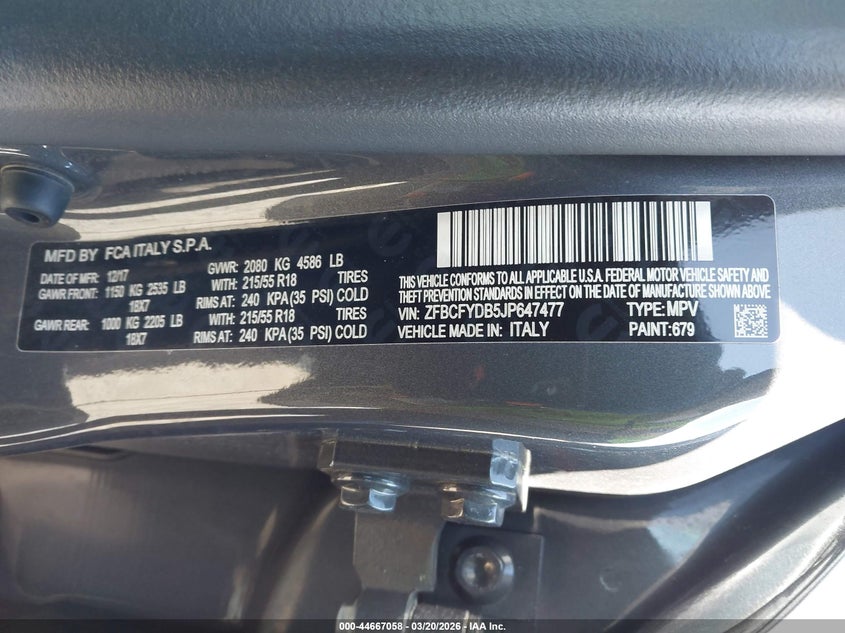 MFD BY FCA ITALY S.P.A.
DATE OF MFR: 12/17 GVWR: 2080 KG 4586 LB
GAWR FRONT: 1150 KG 2535 LB WITH: 215/55 R18 TIRES
18X7 RIMS AT: 240 KPA (35 PSI) COLD
GAWR REAR: 1000 KG 2205 LB WITH: 215/55 R18 TIRES
18X7 RIMS AT: 240 KPA (35 PSI) COLD
THIS VEHICLE CONFORMS TO ALL APPLICABLE U.S.A. FEDERAL MOTOR VEHICLE SAFETY AND
THEFT PREVENTION STANDARDS IN EFFECT ON THE DATE OF MANUFACTURE SHOWN ABOVE.
VIN: ZFBCFYDB5JP647477 TYPE: MPV
VEHICLE MADE IN: ITALY PAINT: 679
000-44667058 | 03/20/2026 | IAA Inc.